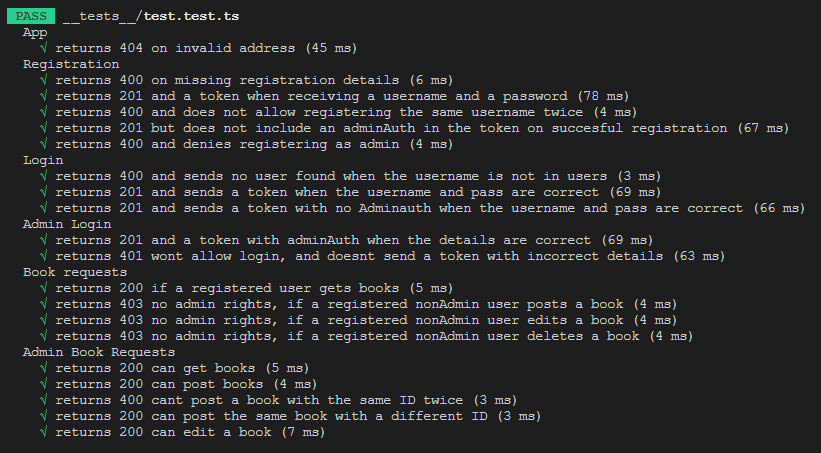 PASS __tests__/test.test.ts
App
√ returns 404 on invalid address (45 ms)
Registration
√ returns 400 on missing registration details (6 ms)
√ returns 201 and a token when receiving a username and a password (78 ms)
√ returns 400 and does not allow registering the same username twice (4 ms)
√ returns 201 but does not include an adminAuth in the token on succesful registration (67 ms)
√ returns 400 and denies registering as admin (4 ms)
Login
√ returns 400 and sends no user found when the username is not in users (3 ms)
√ returns 201 and sends a token when the username and pass are correct (69 ms)
√ returns 201 and sends a token with no Adminauth when the username and pass are correct (66 ms)
Admin Login
√ returns 201 and a token with adminAuth when the details are correct (69 ms)
√ returns 401 wont allow login, and doesnt send a token with incorrect details (63 ms)
Book requests
√ returns 200 if a registered user gets books (5 ms)
√ returns 403 no admin rights, if a registered nonAdmin user posts a book (4 ms)
√ returns 403 no admin rights, if a registered nonAdmin user edits a book (4 ms)
√ returns 403 no admin rights, if a registered nonAdmin user deletes a book (4 ms)
Admin Book Requests
√ returns 200 can get books (5 ms)
√ returns 200 can post books (4 ms)
√ returns 400 cant post a book with the same ID twice (3 ms)
√ returns 200 can post the same book with a different ID (3 ms)
√ returns 200 can edit a book (7 ms)